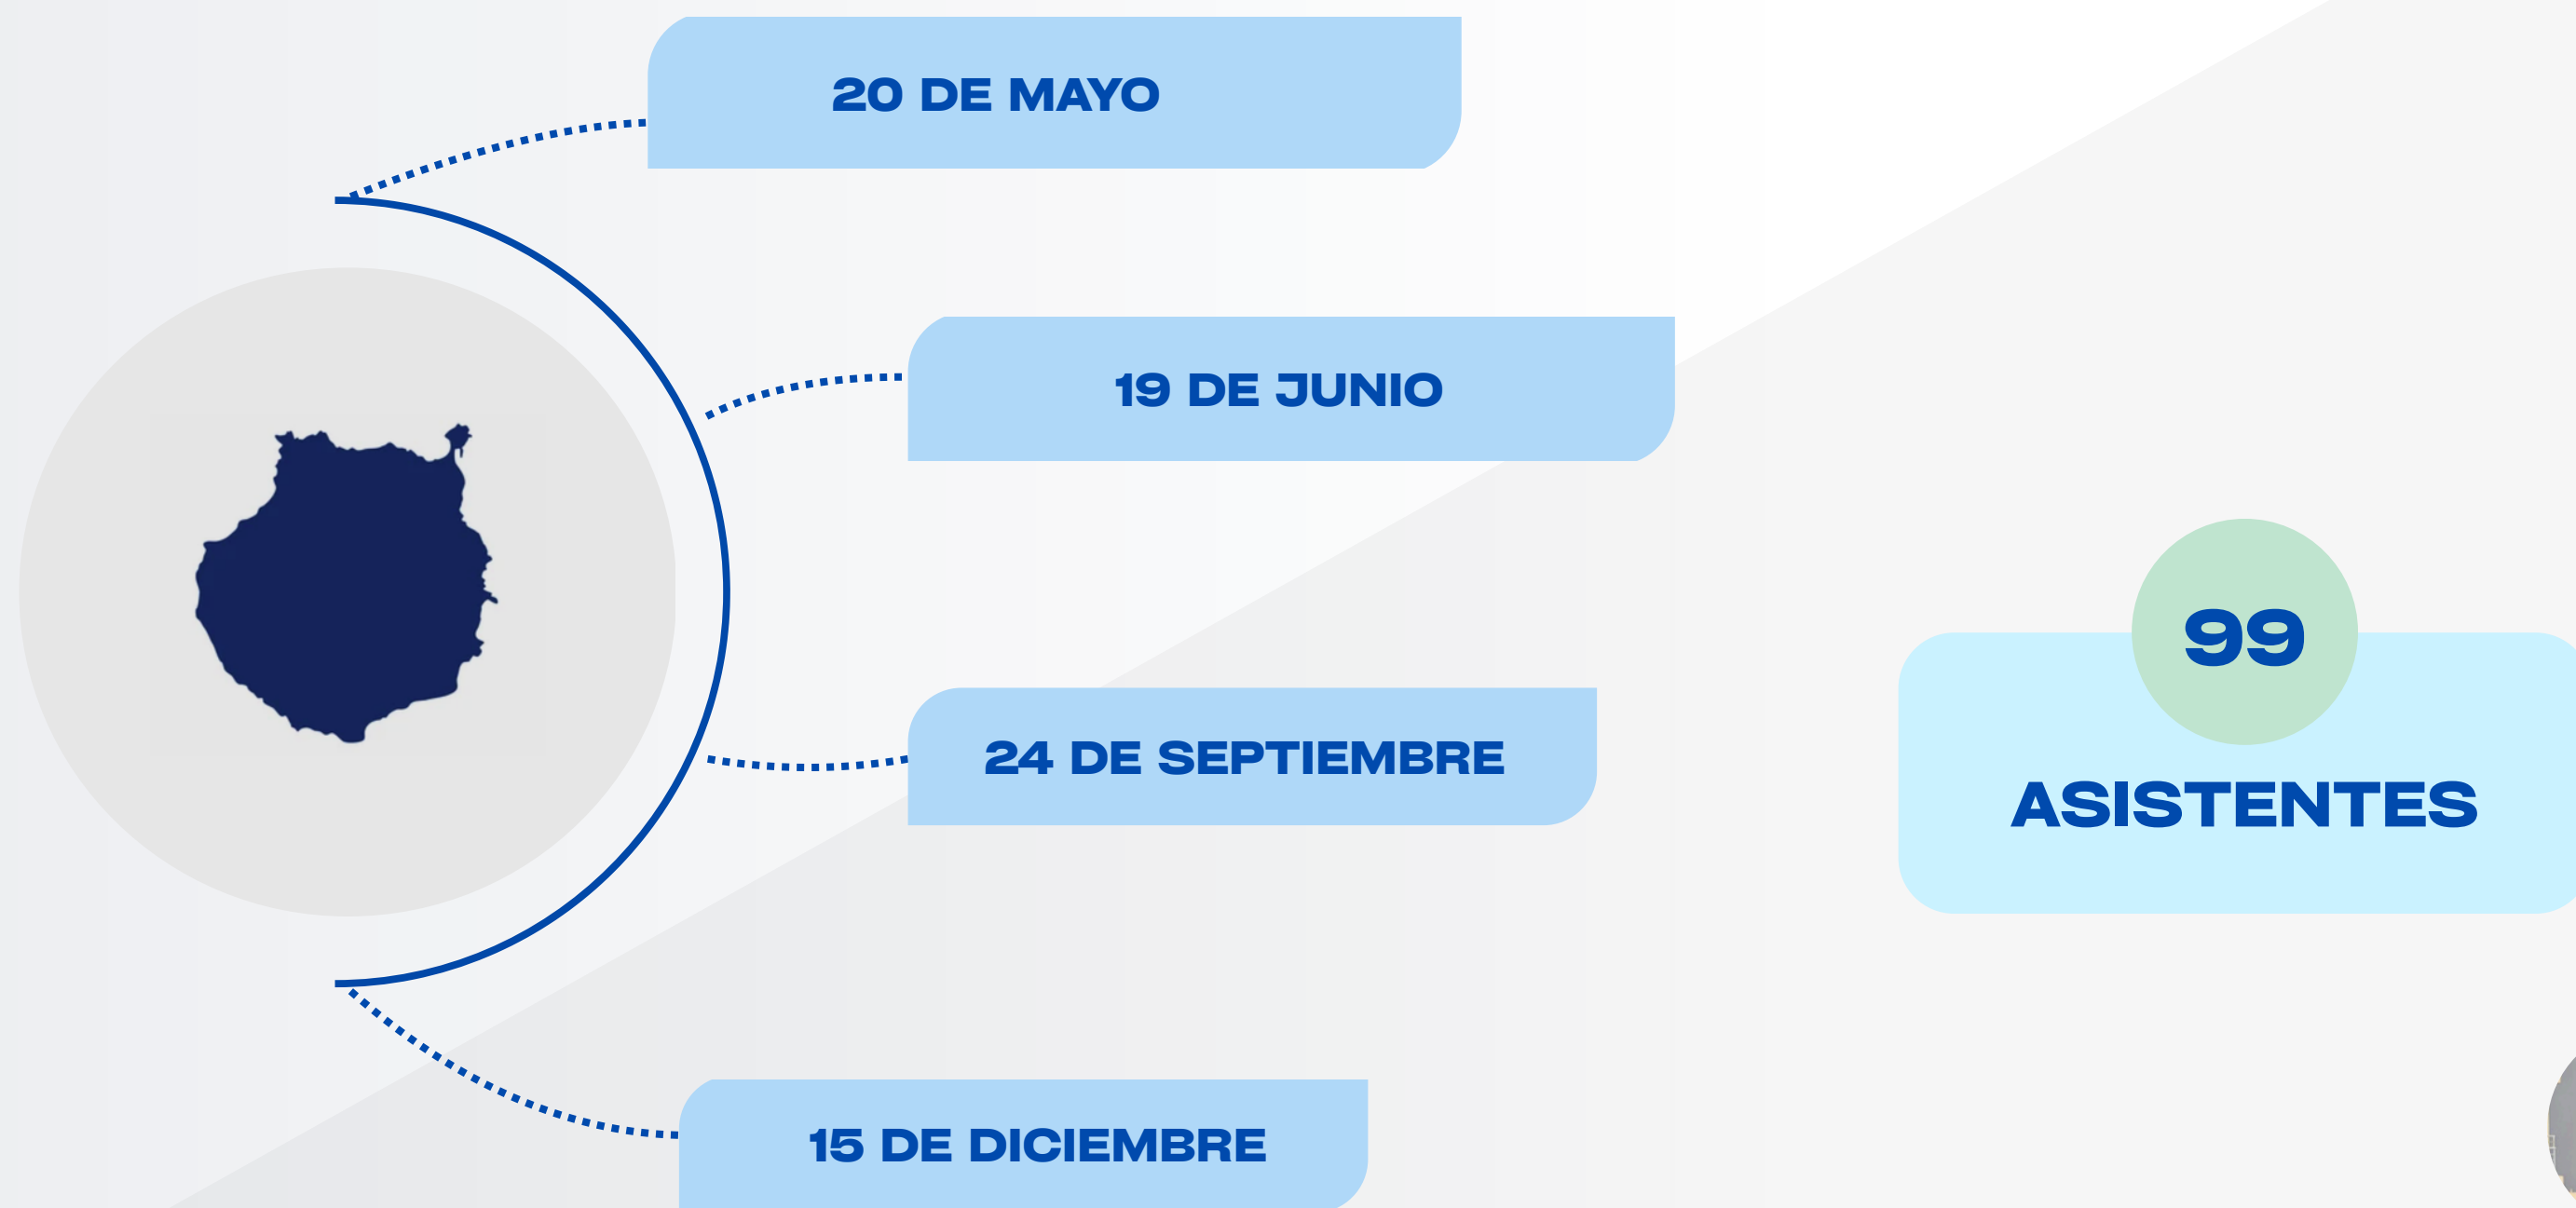 20 DE MAYO
19 DE JUNIO
24 DE SEPTIEMBRE
99
ASISTENTES
15 DE DICIEMBRE